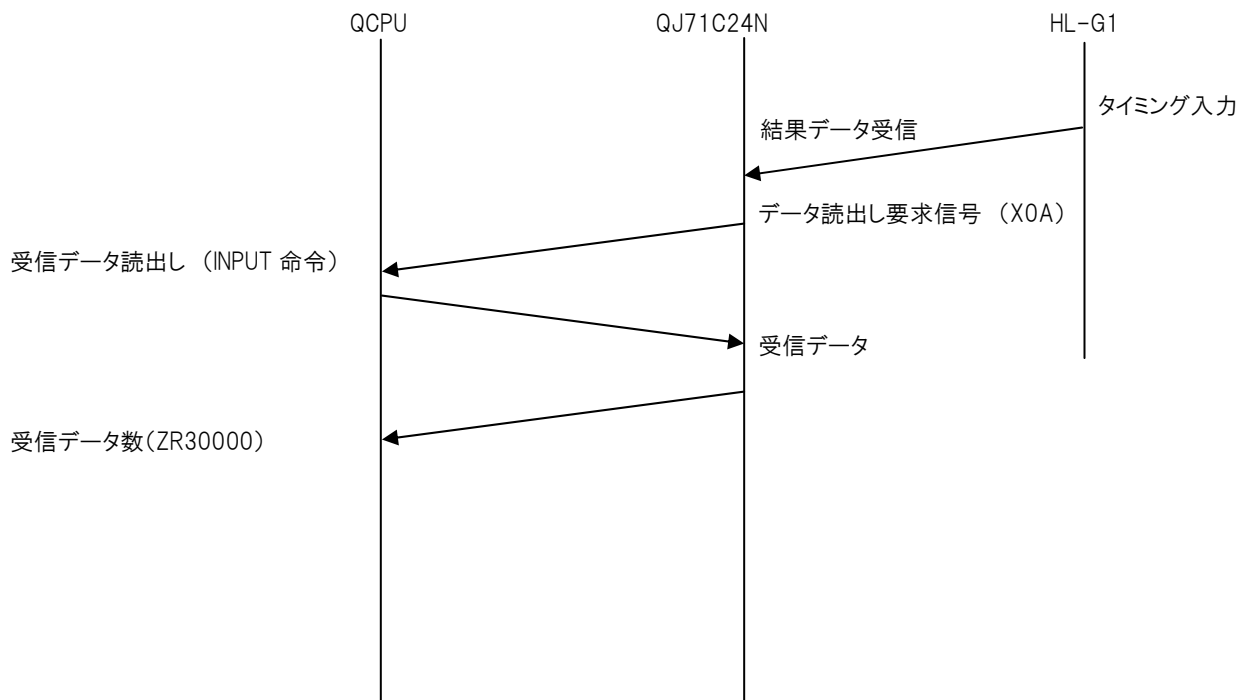 QCPU
QJ71C24N
HL-G1
タイミング入力
結果データ受信
データ読出し要求信号 （X0A）
受信データ読出し （INPUT 命令）
受信データ
受信データ数（ZR30000）